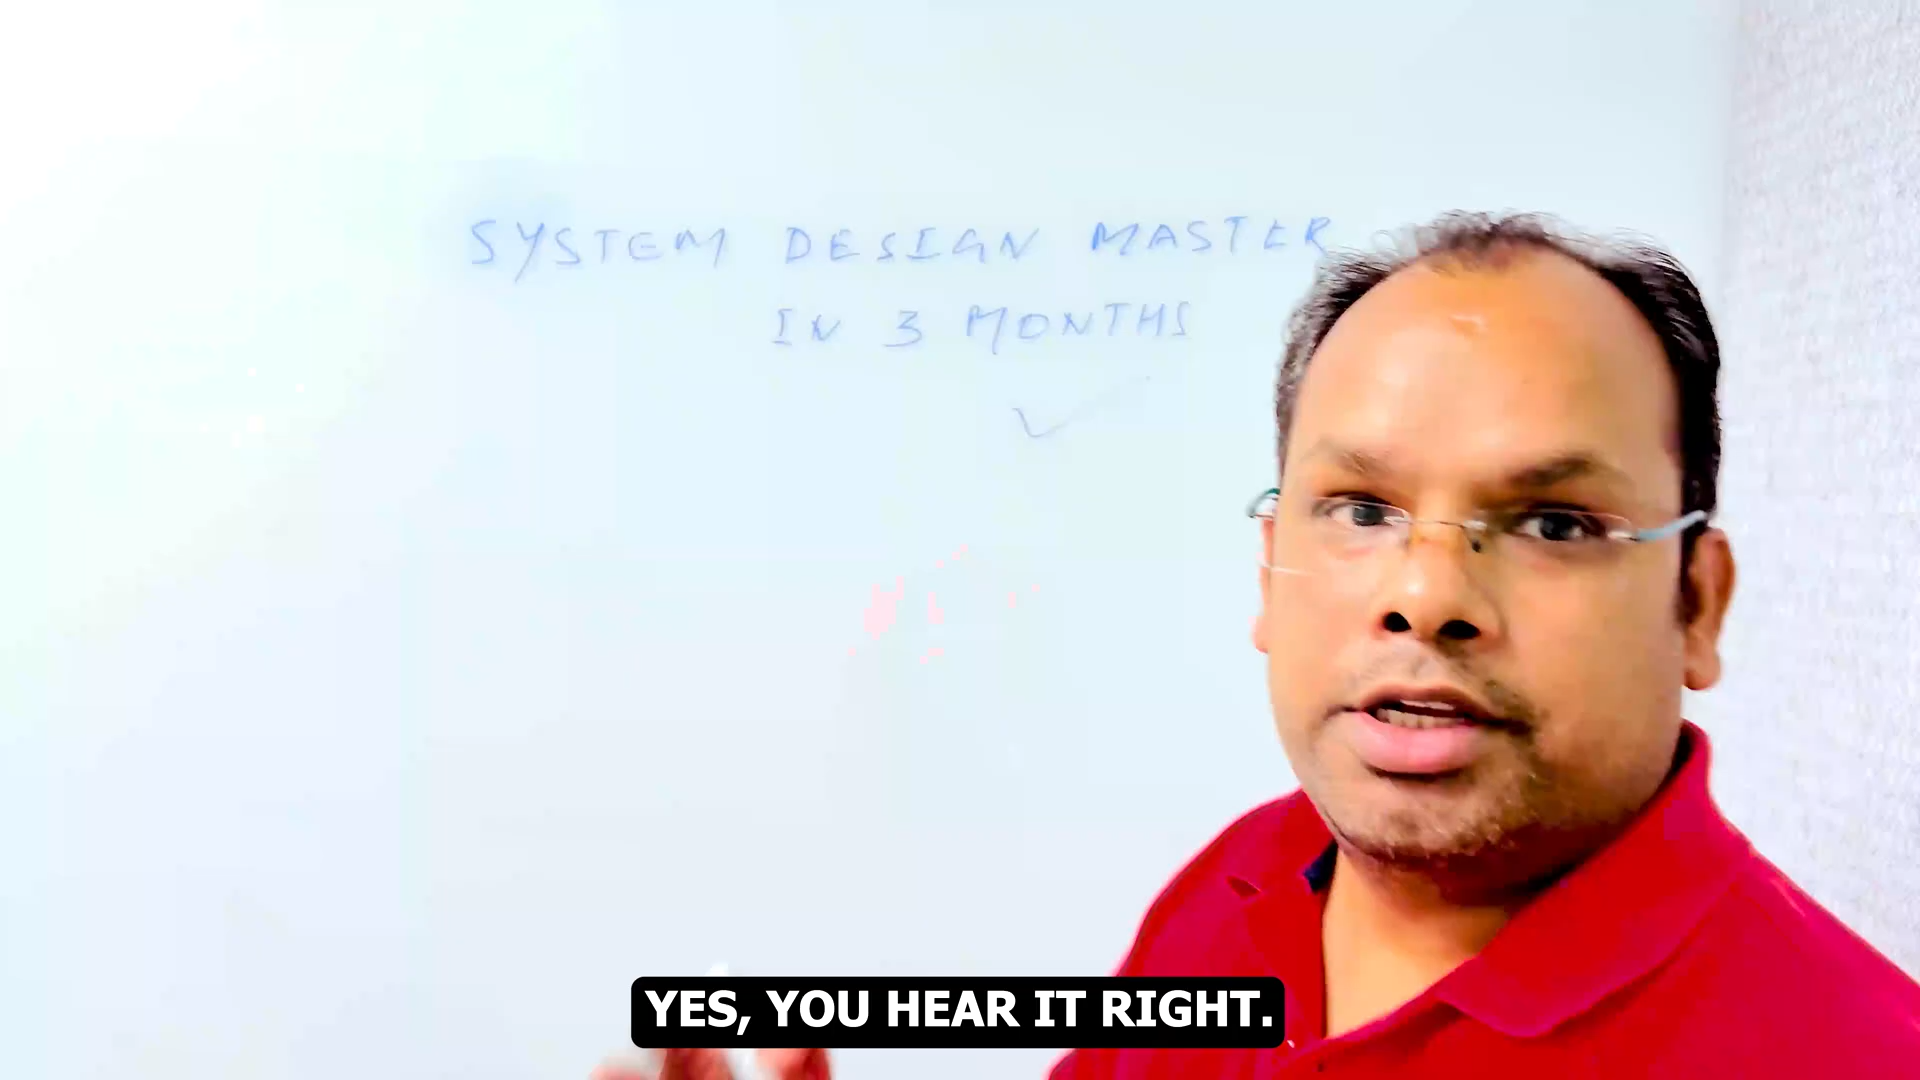 SYSTEM DESIGN MASTER
IN 3 MONTHS
YES, YOU HEAR IT RIGHT.